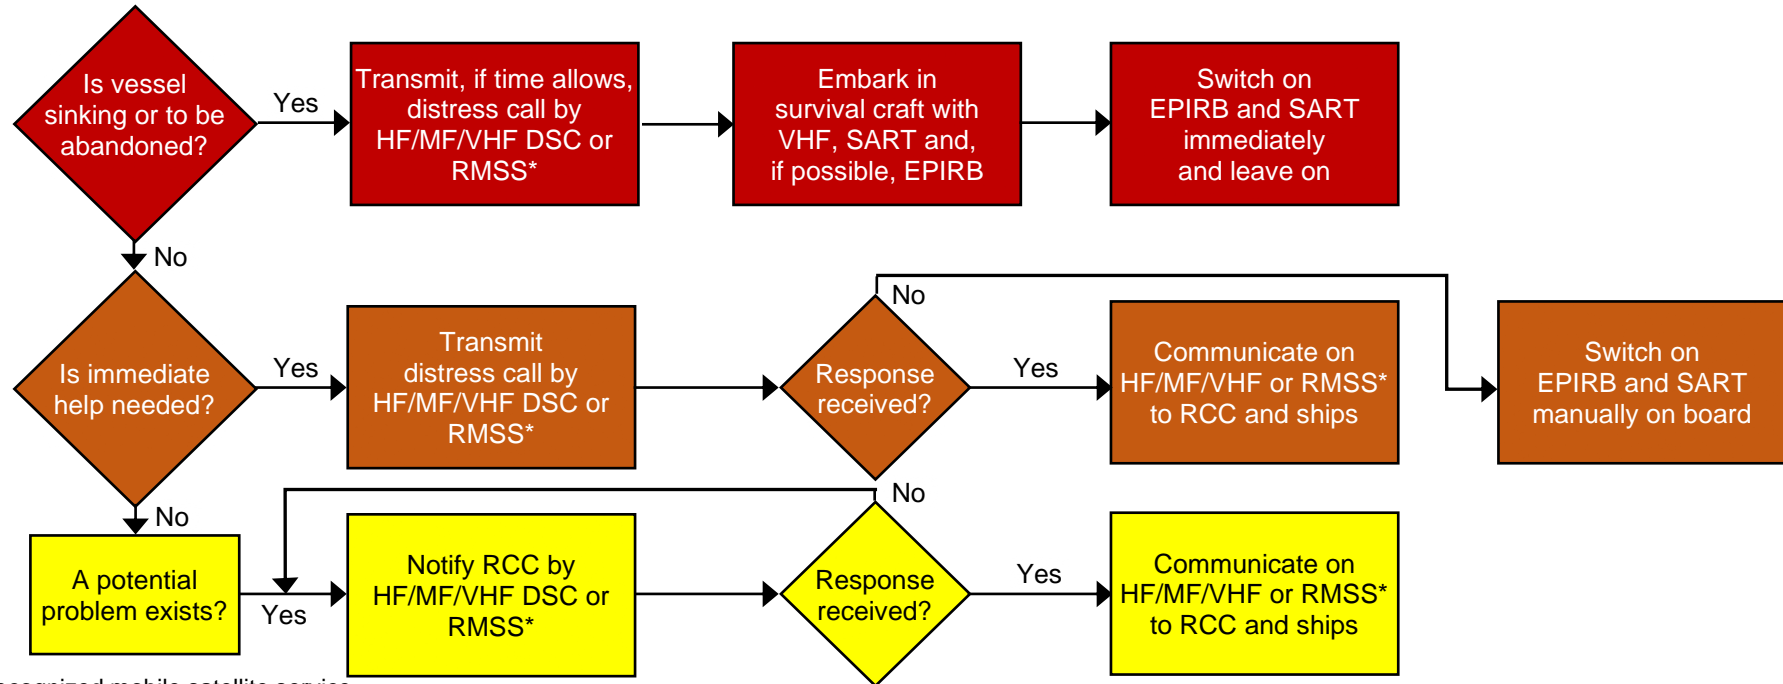 Is vessel
sinking or to be
abandoned?
Yes
Transmit, if time allows,
distress call by
HF/MF/VHF DSC or
RMSS*
Embark in
survival craft with
VHF, SART and,
if possible, EPIRB
Switch on
EPIRB and SART
immediately
and leave on
No
Is immediate
help needed?
Yes
Transmit
distress call by
HF/MF/VHF DSC or
RMSS*
Response
received?
No
Yes
Communicate on
HF/MF/VHF or RMSS*
to RCC and ships
Switch on
EPIRB and SART
manually on board
No
A potential
problem exists?
Yes
Notify RCC by
HF/MF/VHF DSC or
RMSS*
Response
received?
No
Yes
Communicate on
HF/MF/VHF or RMSS*
to RCC and ships
mobile satellite service